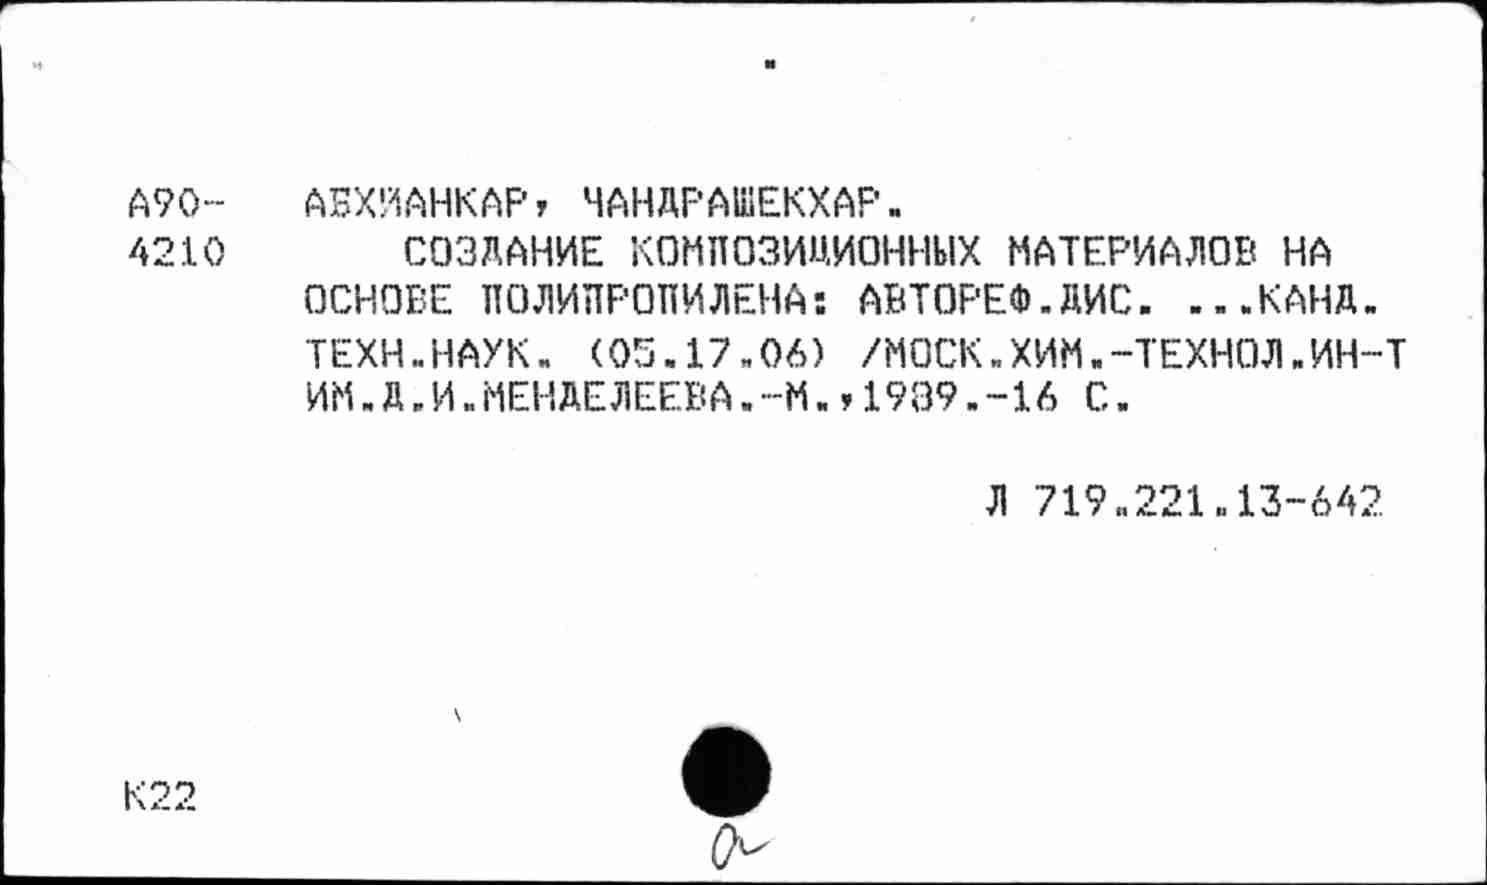 А90- АБХИАНКАР, ЧАНДРАШЕКХАР.
4210 СОЗДАНИЕ КОМПОЗИЦИОННЫХ МАТЕРИАЛОВ НА
ОСНОВЕ ПОЛИПРОПИЛЕНА: АВТОРЕФ.ДИС. ...КАНД.
ТЕХН.НАУК. (05.17.06) /МОСК.ХИМ.-ТЕХНОЛ.ИН-Т
ИМ.Д.И.МЕНДЕЛЕЕВА.-М.,1989.-16 С.
Л 719.221.13-642
К22
а